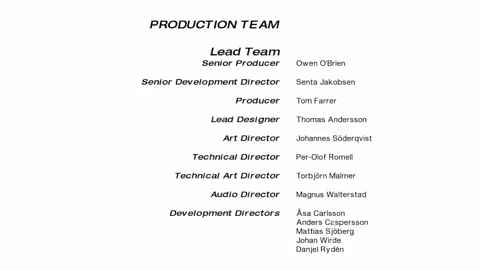 PRODUCTION TEAM
Lead Team
Senior Producer Owen O'Brien
Senior Development Director Senta Jakobsen
Producer Tom Farrer
Lead Designer Thomas Andersson
Art Director Johannes Söderqvist
Technical Director Per-Olof Romell
Technical Art Director Torbjörn Malmer
Audio Director Magnus Walterstad
Development Directors Åsa Carlsson
Anders Caspersson
Mattias Sjöberg
Johan Wirde
Danjel Rydén